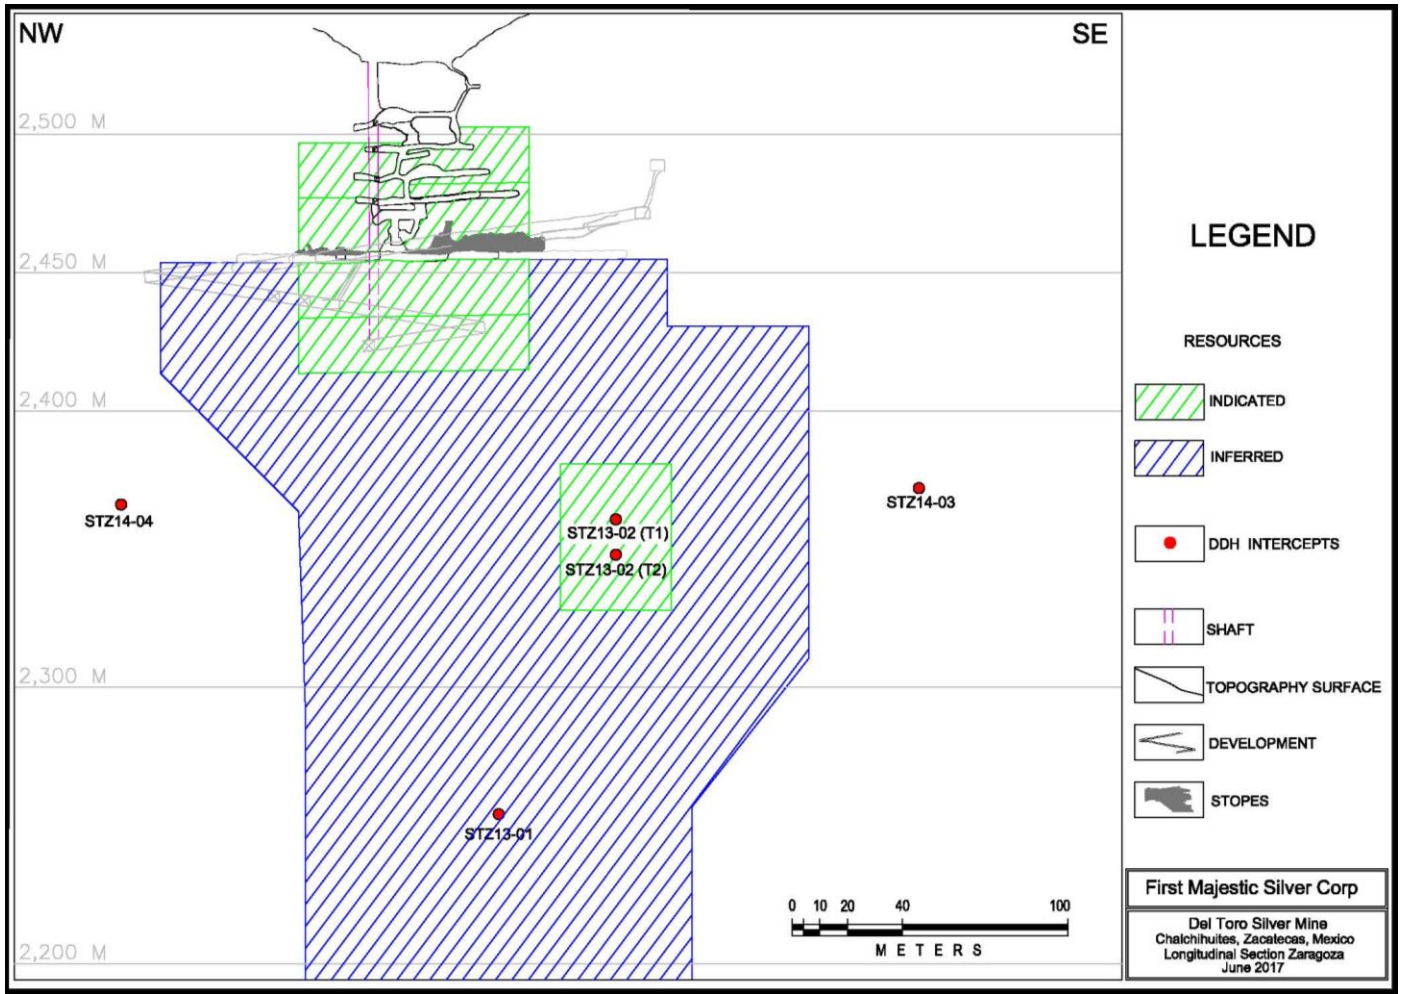 NW
SE
2,500 M
2,450 M
2,400 M
2,300 M
2,200 M
STZ14-04
STZ14-03
STZ13-02 (T1)
STZ13-02 (T2)
STZ13-01
0 10 20 40 100
METERS
LEGEND
RESOURCES
INDICATED
INFERRED
DDH INTERCEPTS
SHAFT
TOPOGRAPHY SURFACE
DEVELOPMENT
STOPES
First Majestic Silver Corp
Del Toro Silver Mine
Chalchihuites, Zacatecas, Mexico
Longitudinal Section Zaragoza
June 2017